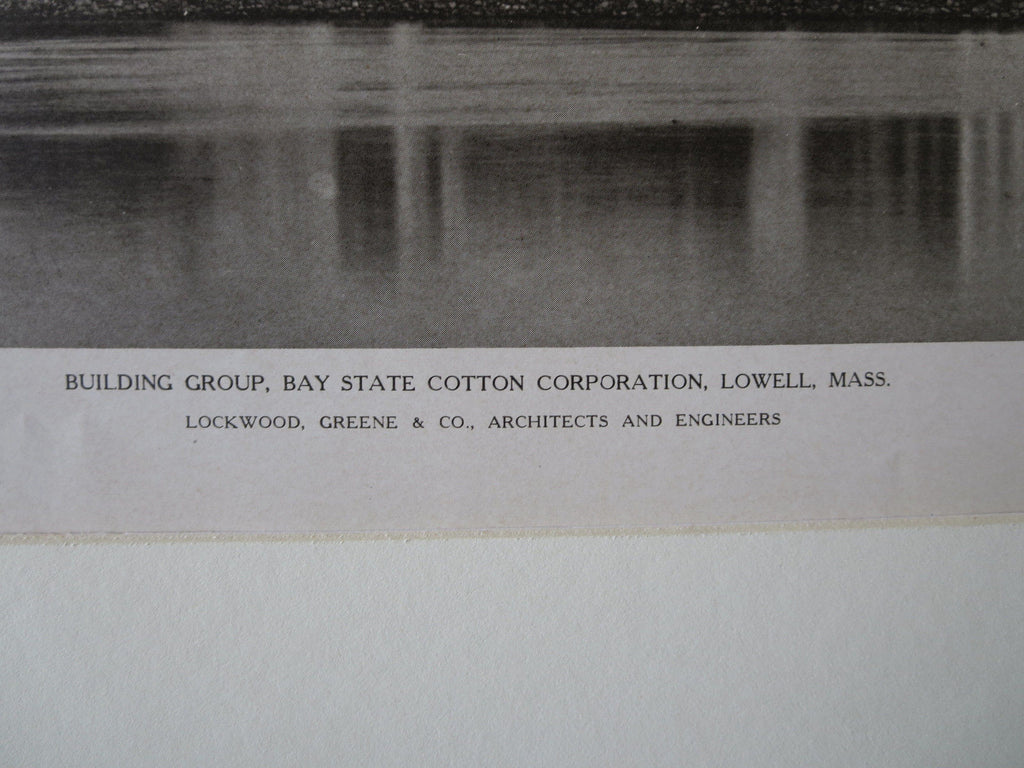 BUILDING GROUP, BAY STATE COTTON CORPORATION, LOWELL, MASS.
LOCKWOOD, GREENE & CO., ARCHITECTS AND ENGINEERS